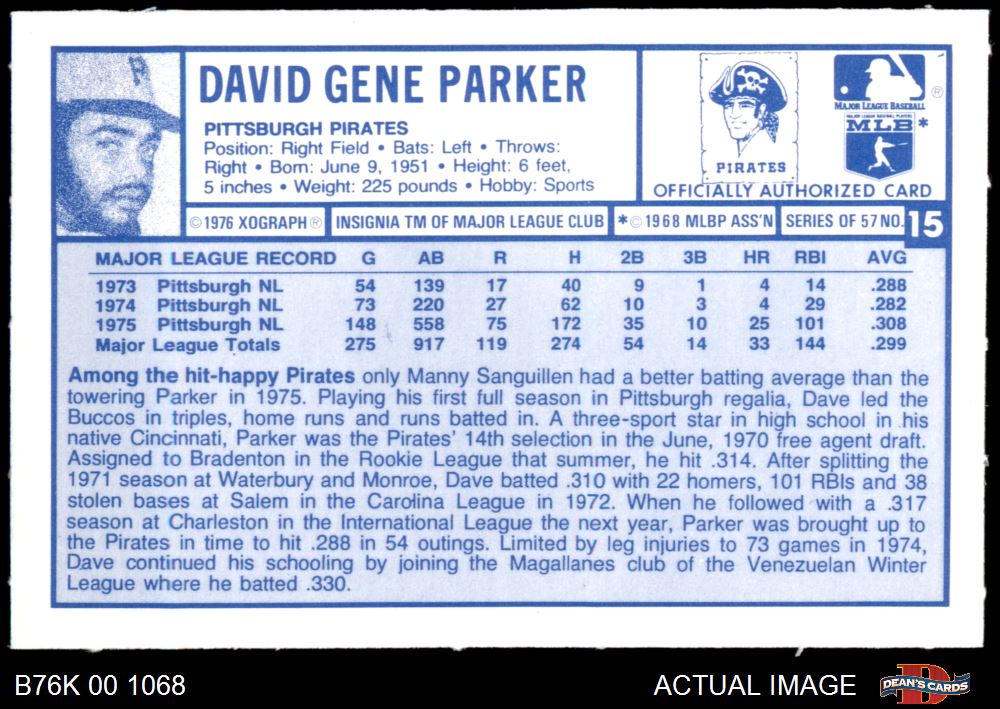 DAVID GENE PARKER
PITTSBURGH PIRATES
Position: Right Field • Bats: Left • Throws:
Right • Born: June 9, 1951 • Height: 6 feet,
5 inches • Weight: 225 pounds • Hobby: Sports
P
PIRATES
MAJOR LEAGUE BASEBALL ®
MAJOR LEAGUE BASEBALL PLAYERS
MLB *
OFFICIALLY AUTHORIZED CARD
© 1976 XOGRAPH ® INSIGNIA TM OF MAJOR LEAGUE CLUB *© 1968 MLBP ASS'N SERIES OF 57 NO. 15
MAJOR LEAGUE RECORD G AB R H 2B 3B HR RBI AVG
1973 Pittsburgh NL 54 139 17 40 9 1 4 14 .288
1974 Pittsburgh NL 73 220 27 62 10 3 4 29 .282
1975 Pittsburgh NL 148 558 75 172 35 10 25 101 .308
Major League Totals 275 917 119 274 54 14 33 144 .299
Among the hit-happy Pirates only Manny Sanguillen had a better batting average than the
towering Parker in 1975. Playing his first full season in Pittsburgh regalia, Dave led the
Buccos in triples, home runs and runs batted in. A three-sport star in high school in his
native Cincinnati, Parker was the Pirates' 14th selection in the June, 1970 free agent draft.
Assigned to Bradenton in the Rookie League that summer, he hit .314. After splitting the
1971 season at Waterbury and Monroe, Dave batted .310 with 22 homers, 101 RBIs and 38
stolen bases at Salem in the Carolina League in 1972. When he followed with a .317
season at Charleston in the International League the next year, Parker was brought up to
the Pirates in time to hit .288 in 54 outings. Limited by leg injuries to 73 games in 1974,
Dave continued his schooling by joining the Magallanes club of the Venezuelan Winter
League where he batted .330.
B76K 00 1068
ACTUAL IMAGE
D
DEAN'S CARDS